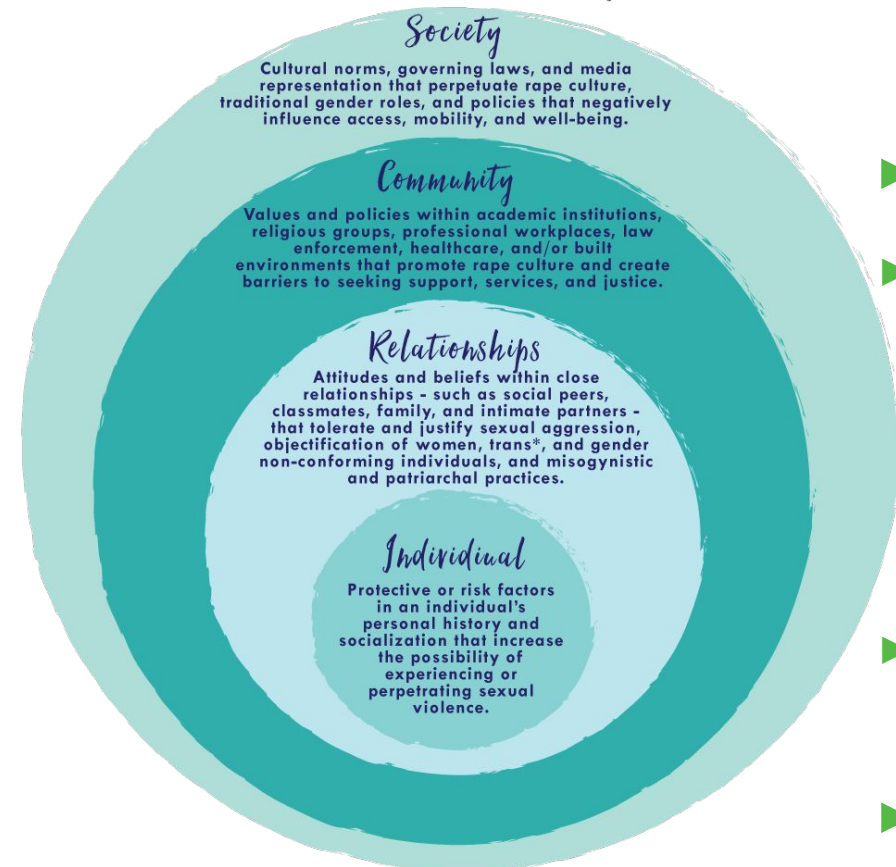 Society
Cultural norms, governing laws, and media
representation that perpetuate rape culture,
traditional gender roles, and policies that negatively
influence access, mobility, and well-being.
Community
Values and policies within academic institutions,
religious groups, professional workplaces, law
enforcement, healthcare, and/or built
environments that promote rape culture and create
barriers to seeking support, services, and justice.
Relationships
Attitudes and beliefs within close
relationships - such as social peers,
classmates, family, and intimate partners -
that tolerate and justify sexual aggression,
objectification of women, trans*, and gender
non-conforming individuals, and misogynistic
and patriarchal practices.
Individiual
Protective or risk factors
in an individual's
personal history and
socialization that increase
the possibility of
experiencing or
perpetrating sexual
violence.